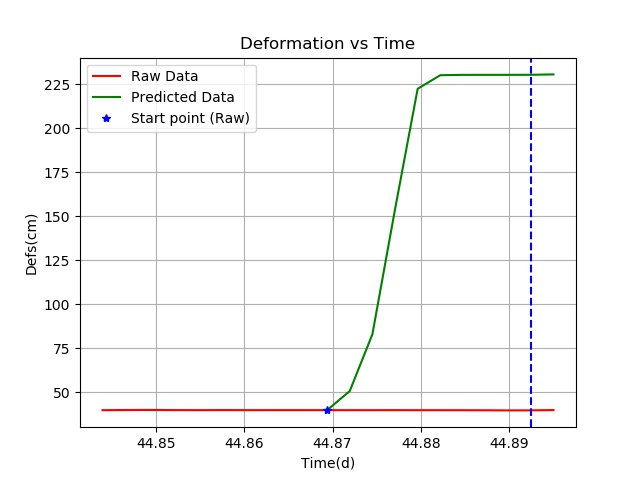 Deformation vs Time
Raw Data
Predicted Data
Start point (Raw)
Defs(cm)
225
200
175
150
125
100
75
50
44.85 44.86 44.87 44.88 44.89
Time(d)